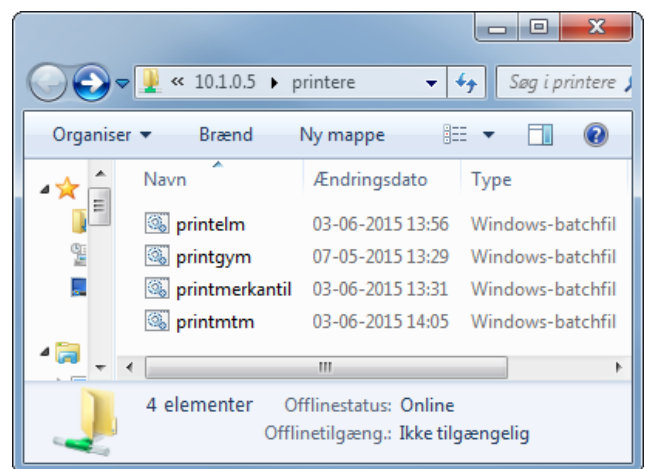 « 10.1.0.5 ▸ printere
Søg i printere
Organiser Brænd Ny mappe
Navn Ændringsdato Type
printelm 03-06-2015 13:56 Windows-batchfil
printgym 07-05-2015 13:29 Windows-batchfil
printmerkantil 03-06-2015 13:31 Windows-batchfil
printmtm 03-06-2015 14:05 Windows-batchfil
4 elementer Offlinestatus: Online
Offlinetilgæng.: Ikke tilgængelig